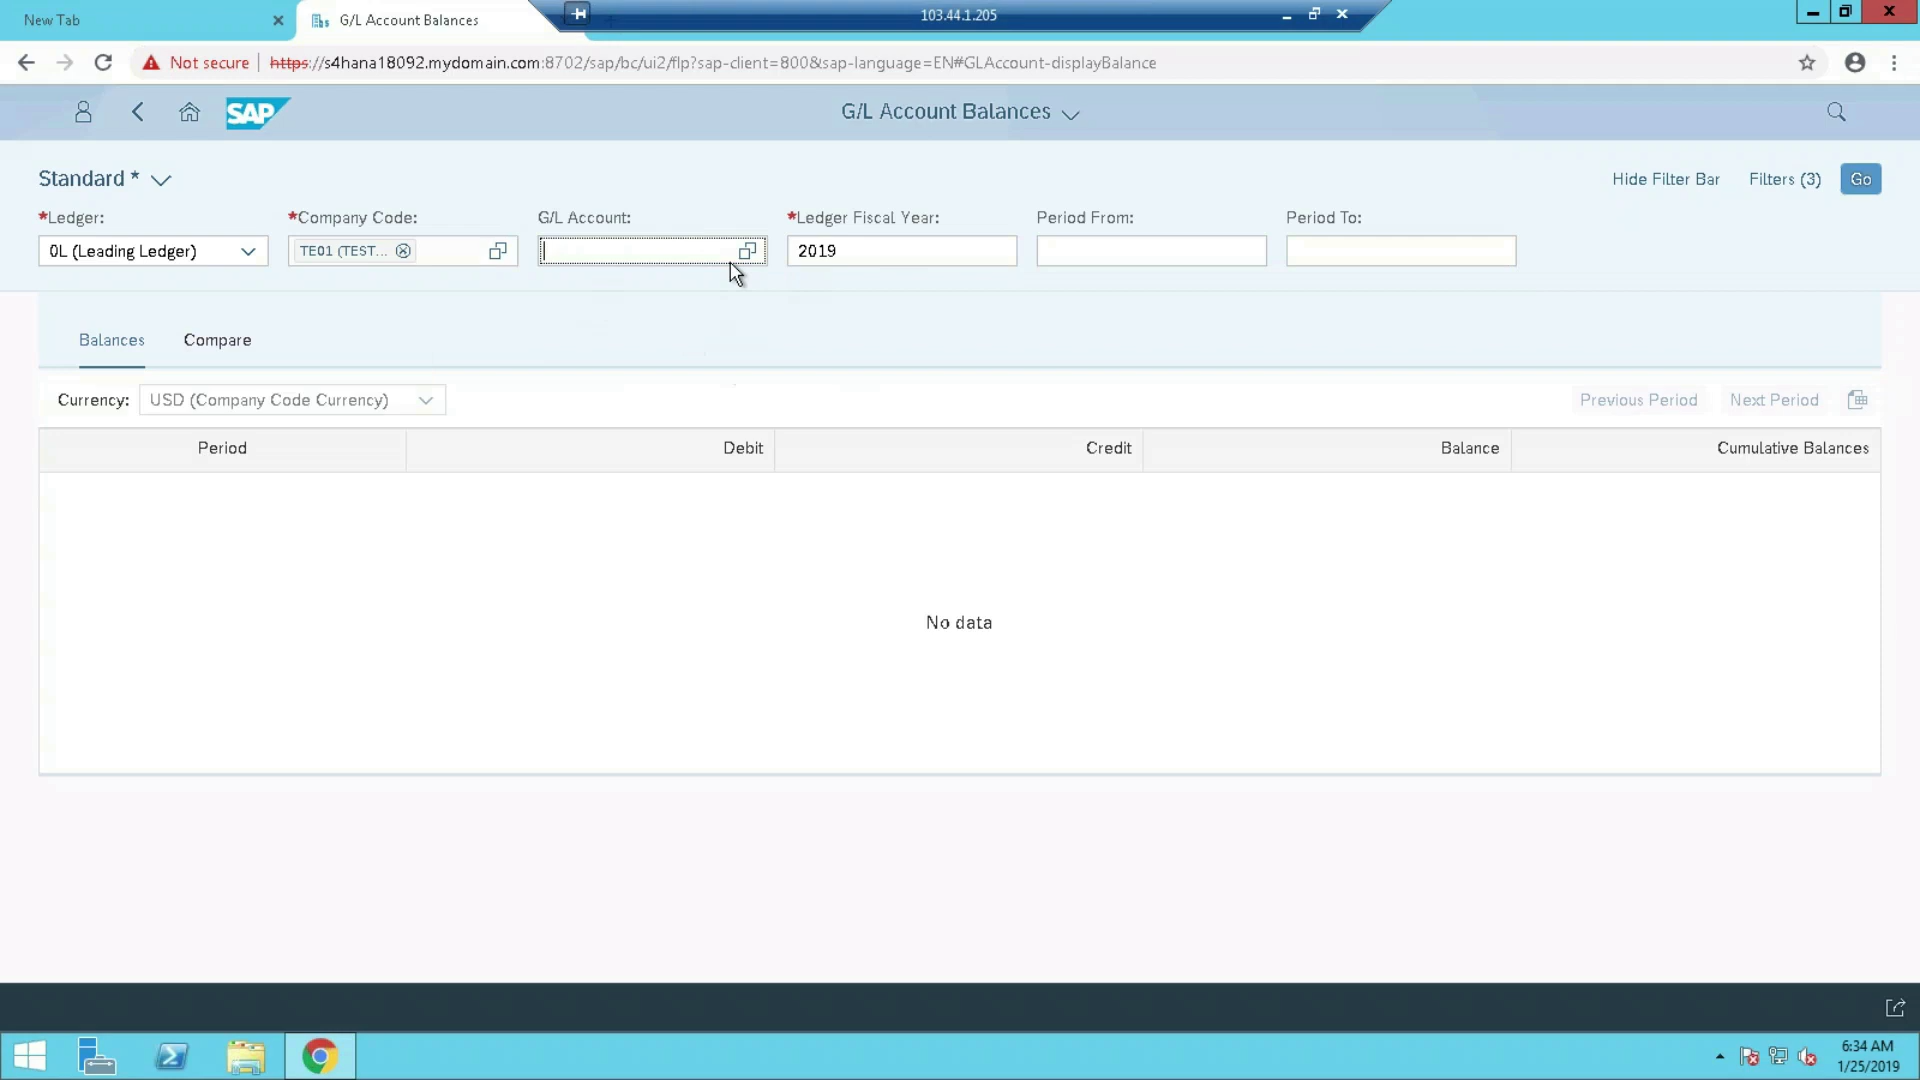 New Tab
G/L Account Balances
103.44.1.205
Not secure
https://s4hana18092.mydomain.com:8702/sap/bc/ui2/flp?sap-client=800&sap-language=EN#GLAccount-displayBalance
SAP
G/L Account Balances
Standard *
Hide Filter Bar
Filters (3)
Go
*Ledger:
*Company Code:
G/L Account:
*Ledger Fiscal Year:
Period From:
Period To:
0L (Leading Ledger)
TE01 (TEST...
2019
Balances
Compare
Currency:
USD (Company Code Currency)
Previous Period
Next Period
Period
Debit
Credit
Balance
Cumulative Balances
No data
6:34 AM
1/25/2019